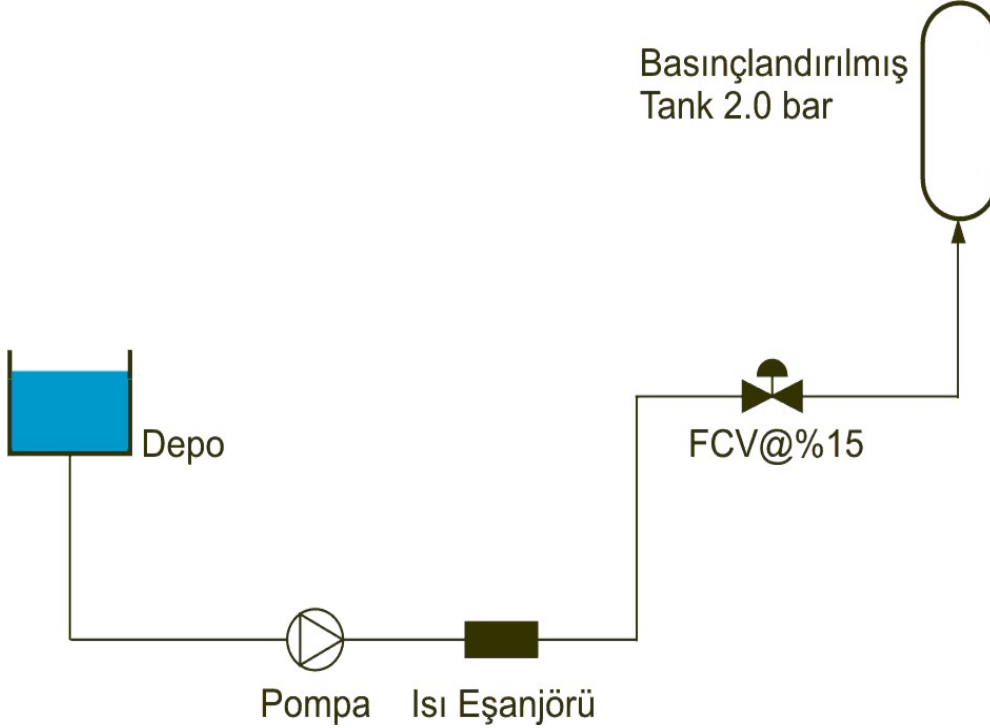 Basınçlandırılmış
Tank 2.0 bar
Depo
FCV@%15
Pompa
Isı Eşanjörü